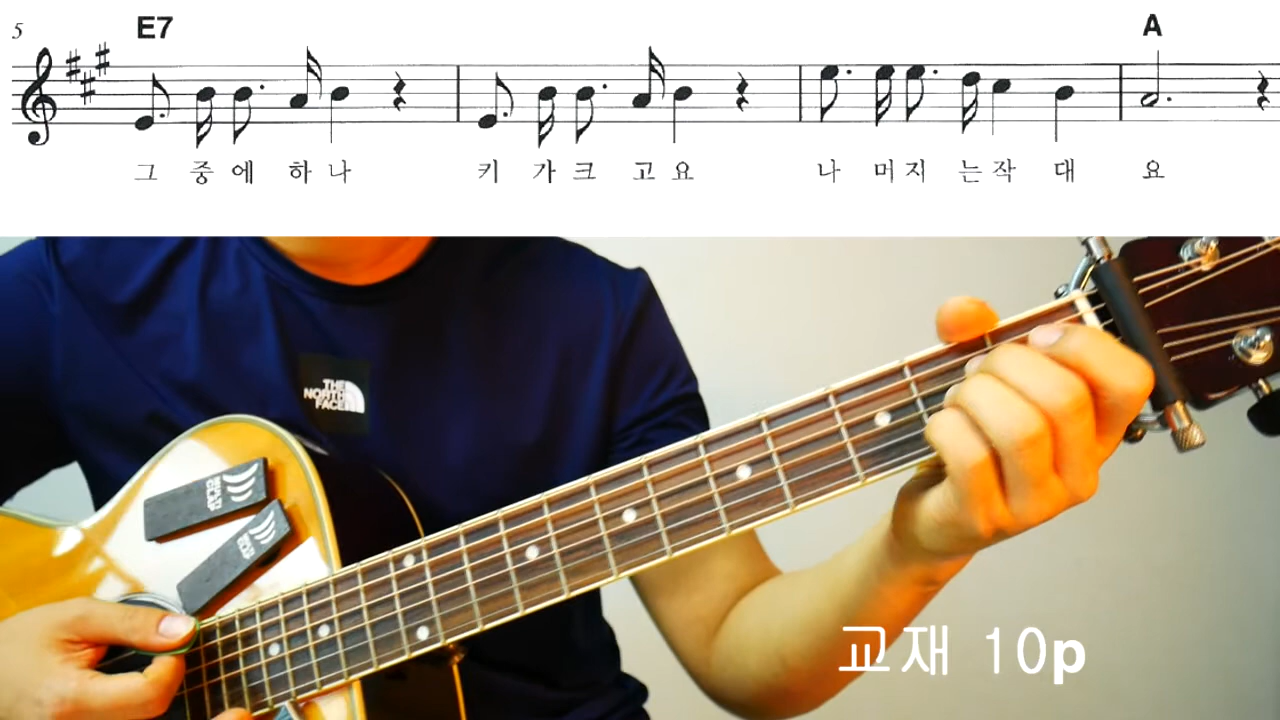 5 E7 A
그 중 에 하 나 키 가 크 고 요 나 머 지 는 작 대 요
THE
NORTH
FACE
교재 10p